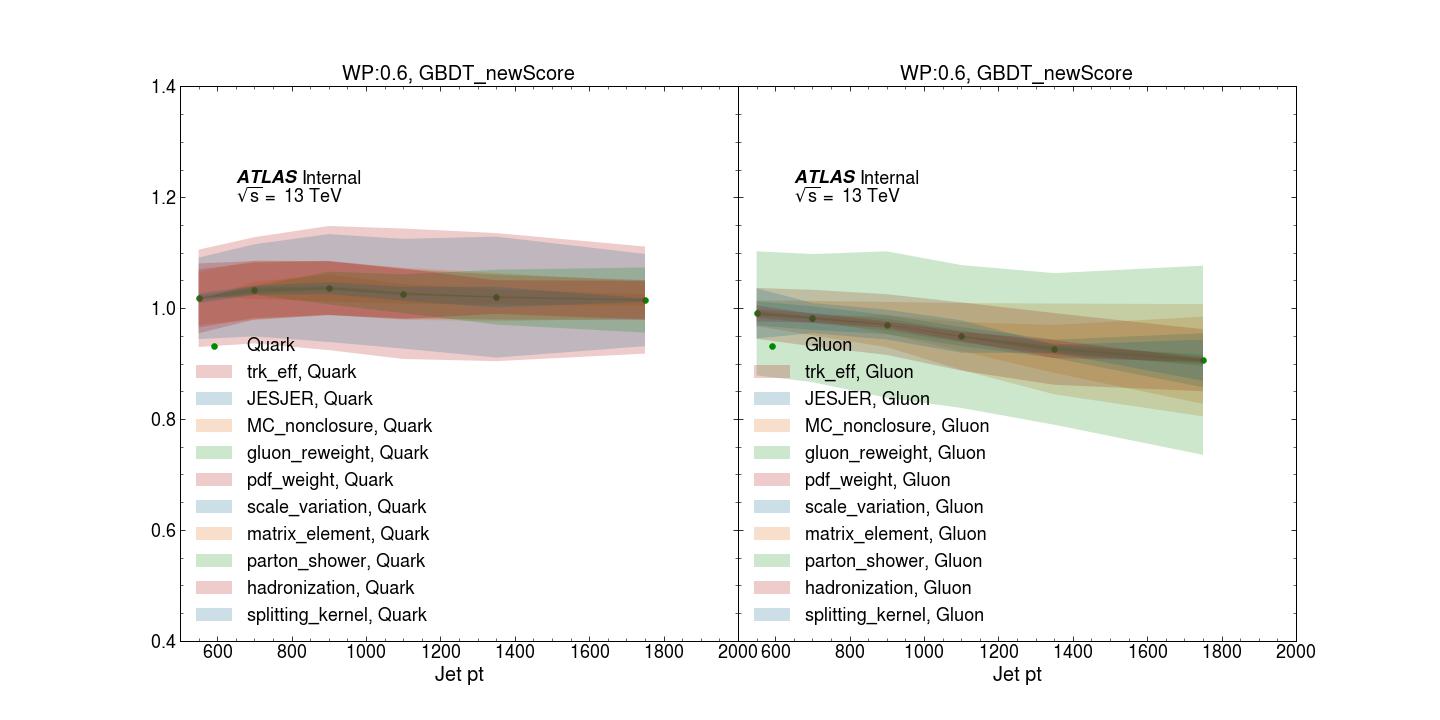 WP:0.6, GBDT_newScore
1.4
1.2
1.0
0.8
0.6
0.4
ATLAS Internal
√s = 13 TeV
Quark
trk_eff, Quark
JESJER, Quark
MC_nonclosure, Quark
gluon_reweight, Quark
pdf_weight, Quark
scale_variation, Quark
matrix_element, Quark
parton_shower, Quark
hadronization, Quark
splitting_kernel, Quark
600 800 1000 1200 1400 1600 1800 2000
Jet pt
WP:0.6, GBDT_newScore
ATLAS Internal
√s = 13 TeV
Gluon
trk_eff, Gluon
JESJER, Gluon
MC_nonclosure, Gluon
gluon_reweight, Gluon
pdf_weight, Gluon
scale_variation, Gluon
matrix_element, Gluon
parton_shower, Gluon
hadronization, Gluon
splitting_kernel, Gluon
600 800 1000 1200 1400 1600 1800 2000
Jet pt